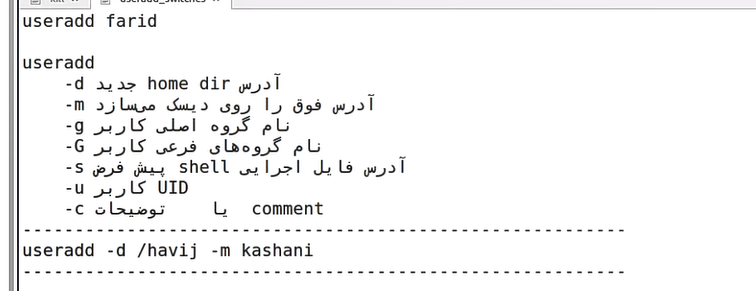 useradd_switches
useradd farid
useradd
-d آدرس home dir جدید
-m آدرس فوق را روی دیسک می‌سازد
-g نام گروه اصلی کاربر
-G نام گروه‌های فرعی کاربر
-s آدرس فایل اجرایی shell پیش فرض
-u UID کاربر
-c comment یا توضیحات
----------------------------------------------------------
useradd -d /havij -m kashani
----------------------------------------------------------